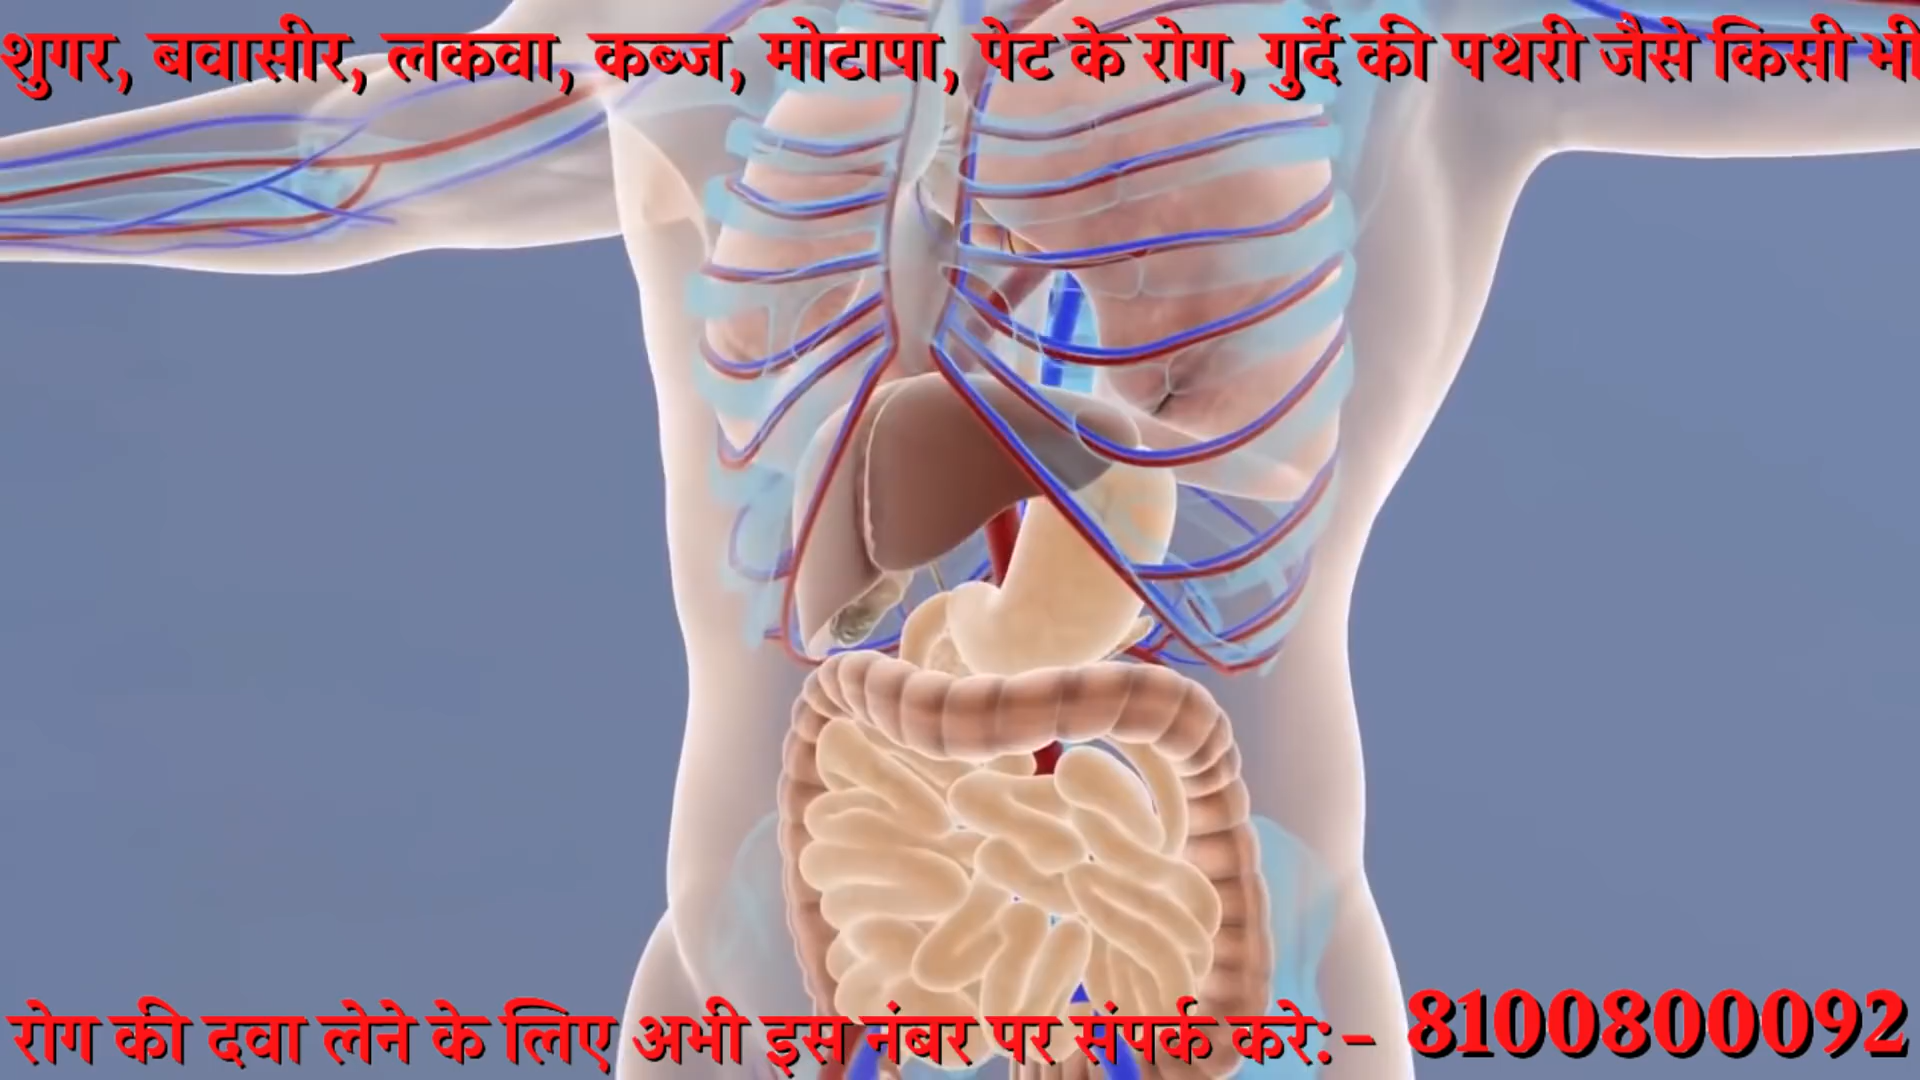 शुगर, बवासीर, लकवा, कब्ज, मोटापा, पेट के रोग, गुर्दे की पथरी जैसे किसी भी
रोग की दवा लेने के लिए अभी इस नंबर पर संपर्क करे:- 8100800092